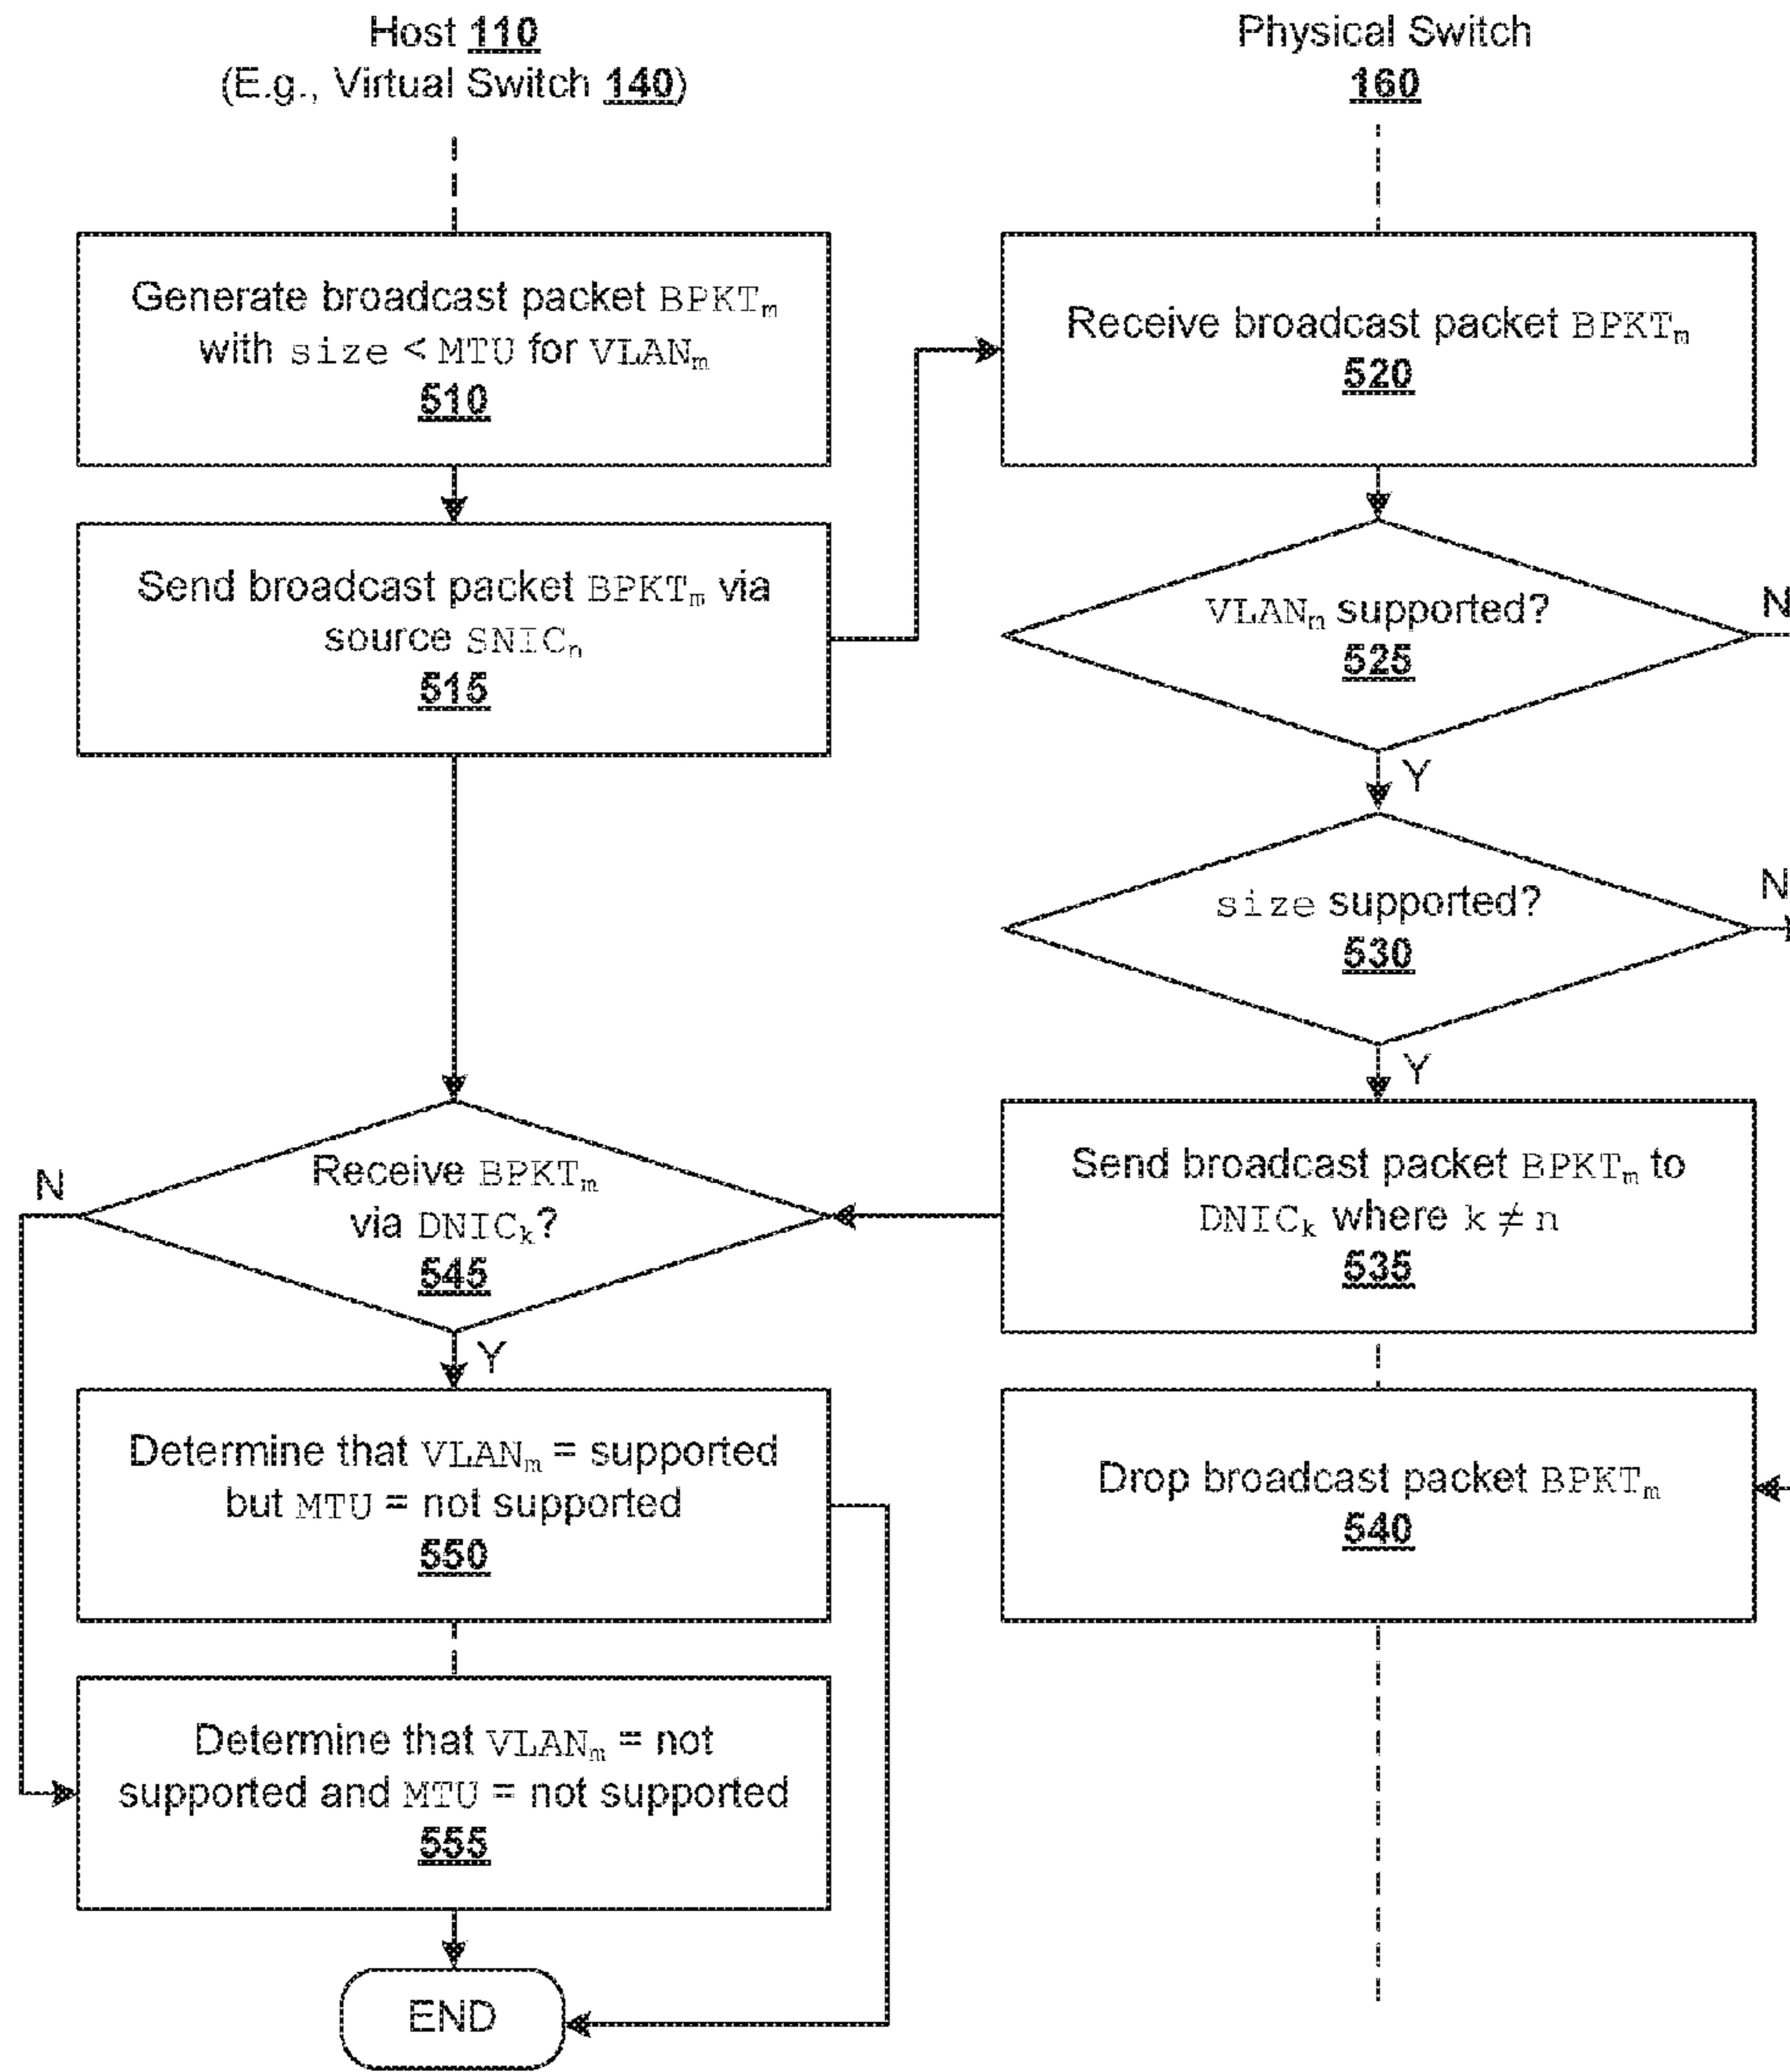 Host 110
(E.g., Virtual Switch 140)
Physical Switch
160
Generate broadcast packet BPKTₘ
with size < MTU for VLANₘ
510
Receive broadcast packet BPKTₘ
520
Send broadcast packet BPKTₘ via
source SNICₙ
515
VLANₘ supported?
525
N
Y
size supported?
530
N
Y
Receive BPKTₘ
via DNICₖ?
545
N
Y
Send broadcast packet BPKTₘ to
DNICₖ where k ≠ n
535
Determine that VLANₘ = supported
but MTU = not supported
550
Drop broadcast packet BPKTₘ
540
Determine that VLANₘ = not
supported and MTU = not supported
555
END